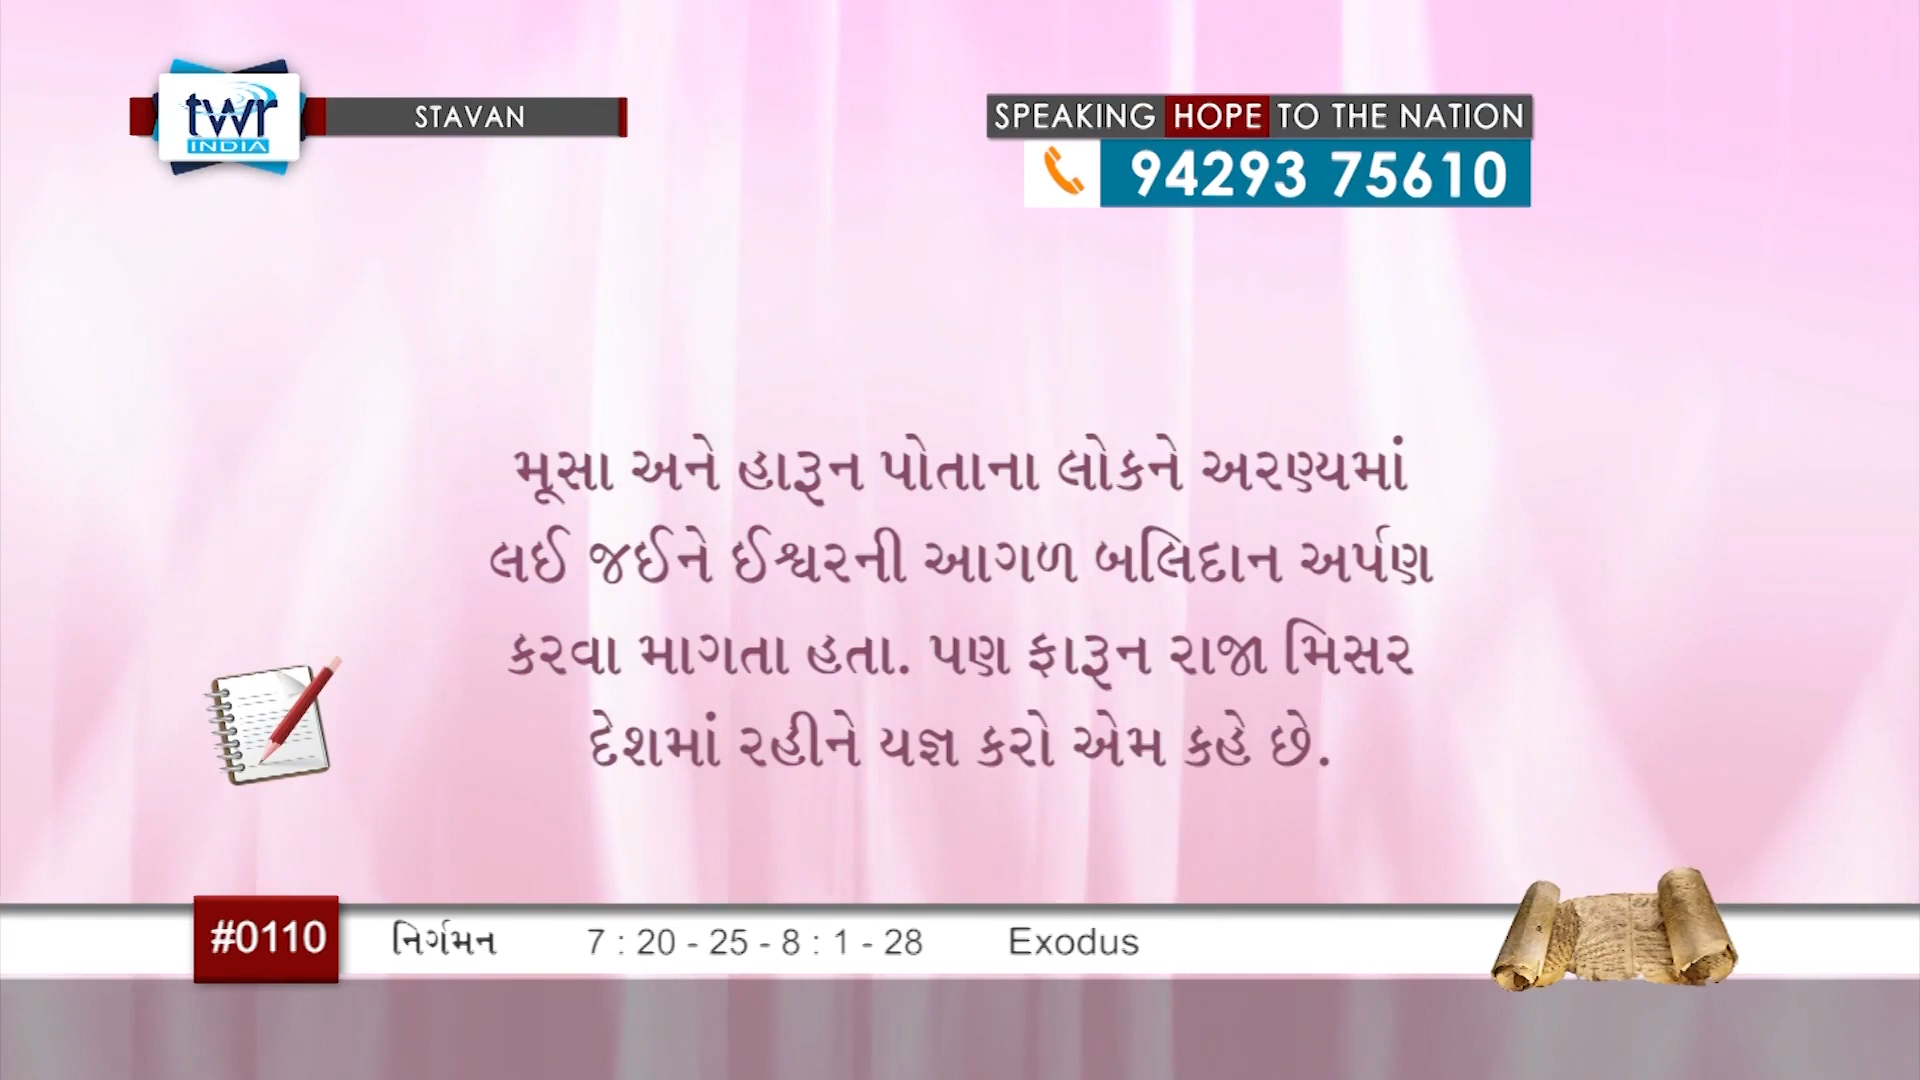 twr
INDIA
STAVAN
SPEAKING HOPE TO THE NATION
94293 75610
મૂસા અને હારૂન પોતાના લોકને અરણ્યમાં
લઈ જઈને ઈશ્વરની આગળ બલિદાન અર્પણ
કરવા માગતા હતા. પણ ફારૂન રાજા મિસર
દેશમાં રહીને યજ્ઞ કરો એમ કહે છે.
#0110 નિર્ગમન 7 : 20 - 25 - 8 : 1 - 28 Exodus